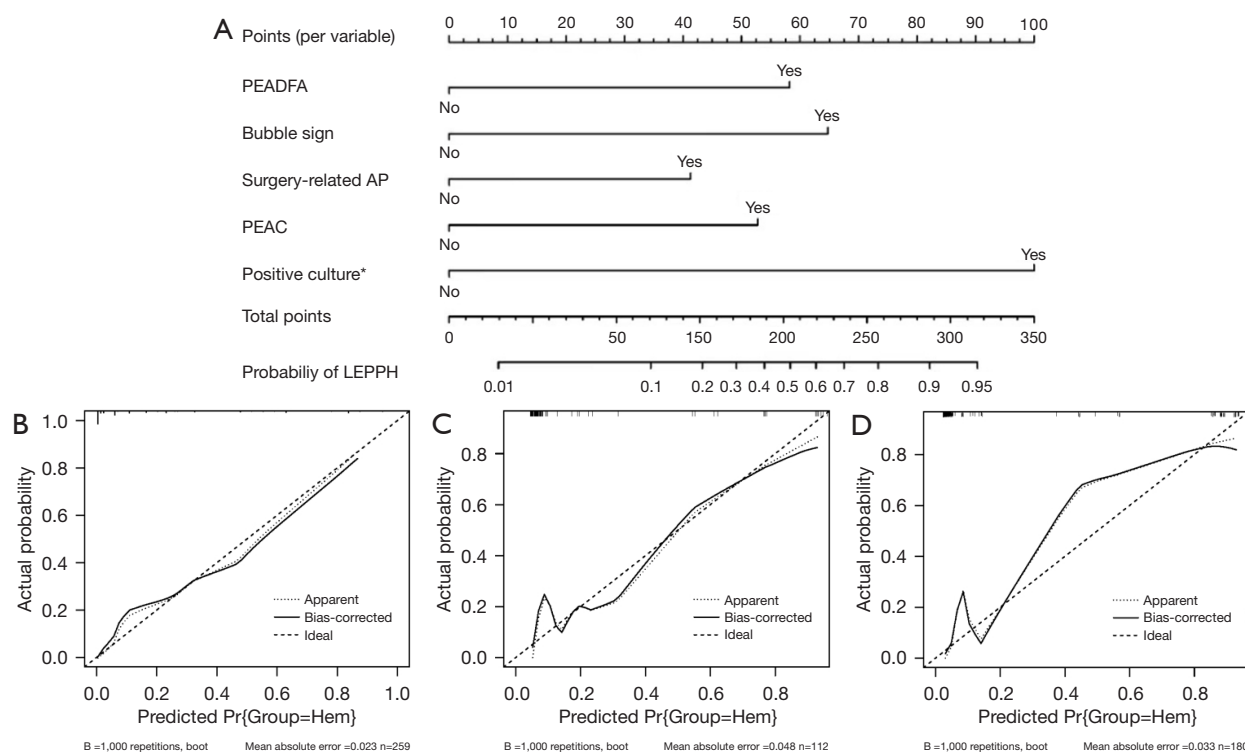 A
Points (per variable)
0 10 20 30 40 50 60 70 80 90 100
PEADFA
Yes
No
Bubble sign
Yes
No
Surgery-related AP
Yes
No
PEAC
Yes
No
Positive culture*
Yes
No
Total points
0 50 150 200 250 300 350
Probabiliy of LEPPH
0.01 0.1 0.2 0.3 0.4 0.5 0.6 0.7 0.8 0.9 0.95
B
Actual probability
1.0
0.8
0.6
0.4
0.2
0.0
Apparent
Bias-corrected
Ideal
0.0 0.2 0.4 0.6 0.8 1.0
Predicted Pr{Group=Hem}
B =1,000 repetitions, boot Mean absolute error =0.023 n=259
C
Actual probability
0.8
0.6
0.4
0.2
0.0
Apparent
Bias-corrected
Ideal
0.0 0.2 0.4 0.6 0.8
Predicted Pr{Group=Hem}
B =1,000 repetitions, boot Mean absolute error =0.048 n=112
D
Actual probability
0.8
0.6
0.4
0.2
0.0
Apparent
Bias-corrected
Ideal
0.0 0.2 0.4 0.6 0.8
Predicted Pr{Group=Hem}
B =1,000 repetitions, boot Mean absolute error =0.033 n=180